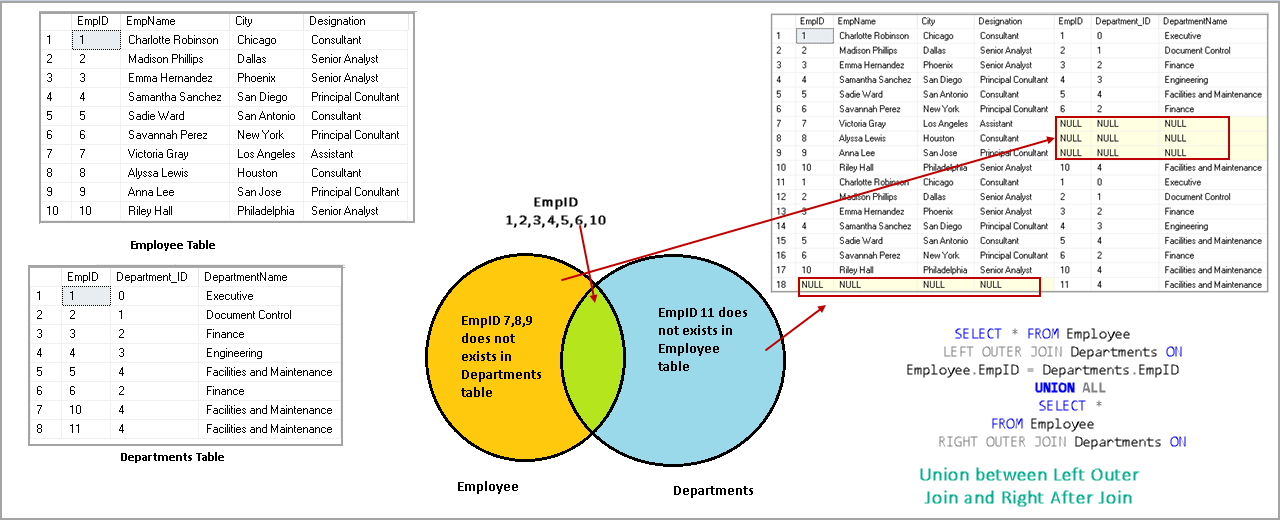 EmpID EmpName City Designation
1 1 Charlotte Robinson Chicago Consultant
2 2 Madison Phillips Dallas Senior Analyst
3 3 Emma Hernandez Phoenix Senior Analyst
4 4 Samantha Sanchez San Diego Principal Conultant
5 5 Sadie Ward San Antonio Consultant
6 6 Savannah Perez New York Principal Conultant
7 7 Victoria Gray Los Angeles Assistant
8 8 Alyssa Lewis Houston Consultant
9 9 Anna Lee San Jose Principal Conultant
10 10 Riley Hall Philadelphia Senior Analyst
Employee Table
EmpID Department_ID DepartmentName
1 1 0 Executive
2 2 1 Document Control
3 3 2 Finance
4 4 3 Engineering
5 5 4 Facilities and Maintenance
6 6 2 Finance
7 10 4 Facilities and Maintenance
8 11 4 Facilities and Maintenance
Departments Table
EmpID
1,2,3,4,5,6,10
EmpID 7,8,9
does not
exists in
Departments
table
EmpID 11 does
not exists in
Employee
table
Employee
Departments
EmpID EmpName City Designation EmpID Department_ID DepartmentName
1 1 Charlotte Robinson Chicago Consultant 1 0 Executive
2 2 Madison Phillips Dallas Senior Analyst 2 1 Document Control
3 3 Emma Hernandez Phoenix Senior Analyst 3 2 Finance
4 4 Samantha Sanchez San Diego Principal Conultant 4 3 Engineering
5 5 Sadie Ward San Antonio Consultant 5 4 Facilities and Maintenance
6 6 Savannah Perez New York Principal Conultant 6 2 Finance
7 7 Victoria Gray Los Angeles Assistant NULL NULL NULL
8 8 Alyssa Lewis Houston Consultant NULL NULL NULL
9 9 Anna Lee San Jose Principal Conultant NULL NULL NULL
10 10 Riley Hall Philadelphia Senior Analyst 10 4 Facilities and Maintenance
11 1 Charlotte Robinson Chicago Consultant 1 0 Executive
12 2 Madison Phillips Dallas Senior Analyst 2 1 Document Control
13 3 Emma Hernandez Phoenix Senior Analyst 3 2 Finance
14 4 Samantha Sanchez San Diego Principal Conultant 4 3 Engineering
15 5 Sadie Ward San Antonio Consultant 5 4 Facilities and Maintenance
16 6 Savannah Perez New York Principal Conultant 6 2 Finance
17 10 Riley Hall Philadelphia Senior Analyst 10 4 Facilities and Maintenance
18 NULL NULL NULL NULL 11 4 Facilities and Maintenance
SELECT * FROM Employee
LEFT OUTER JOIN Departments ON
Employee.EmpID = Departments.EmpID
UNION ALL
SELECT *
FROM Employee
RIGHT OUTER JOIN Departments ON
Union between Left Outer
Join and Right After Join